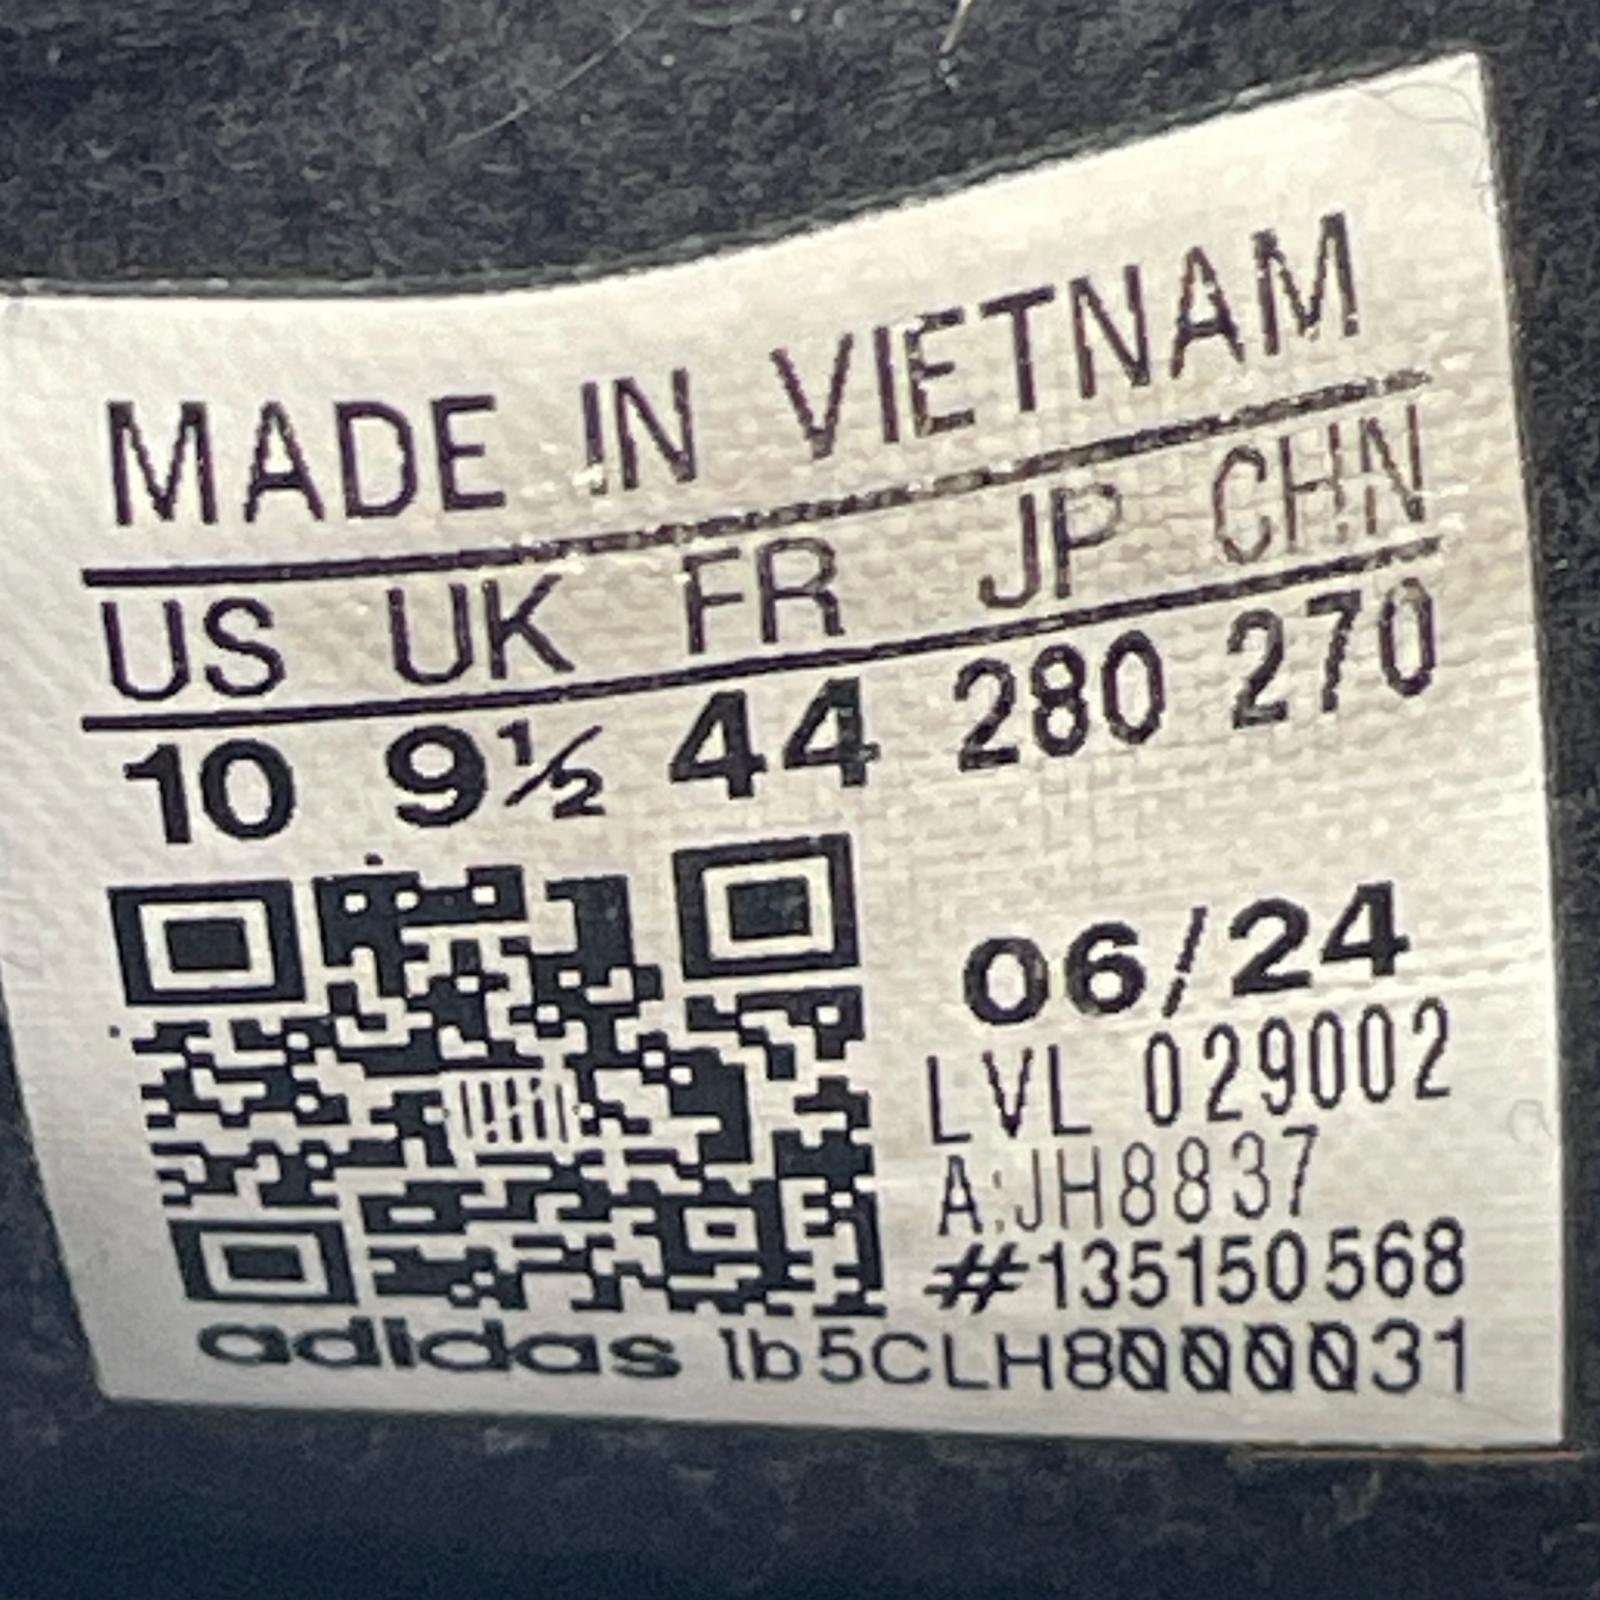 MADE IN VIETNAM
US UK FR JP CHN
10 9½ 44 280 270
06/24
LVL 029002
A:JH8837
#135150568
adidas 1b5CLH8000031